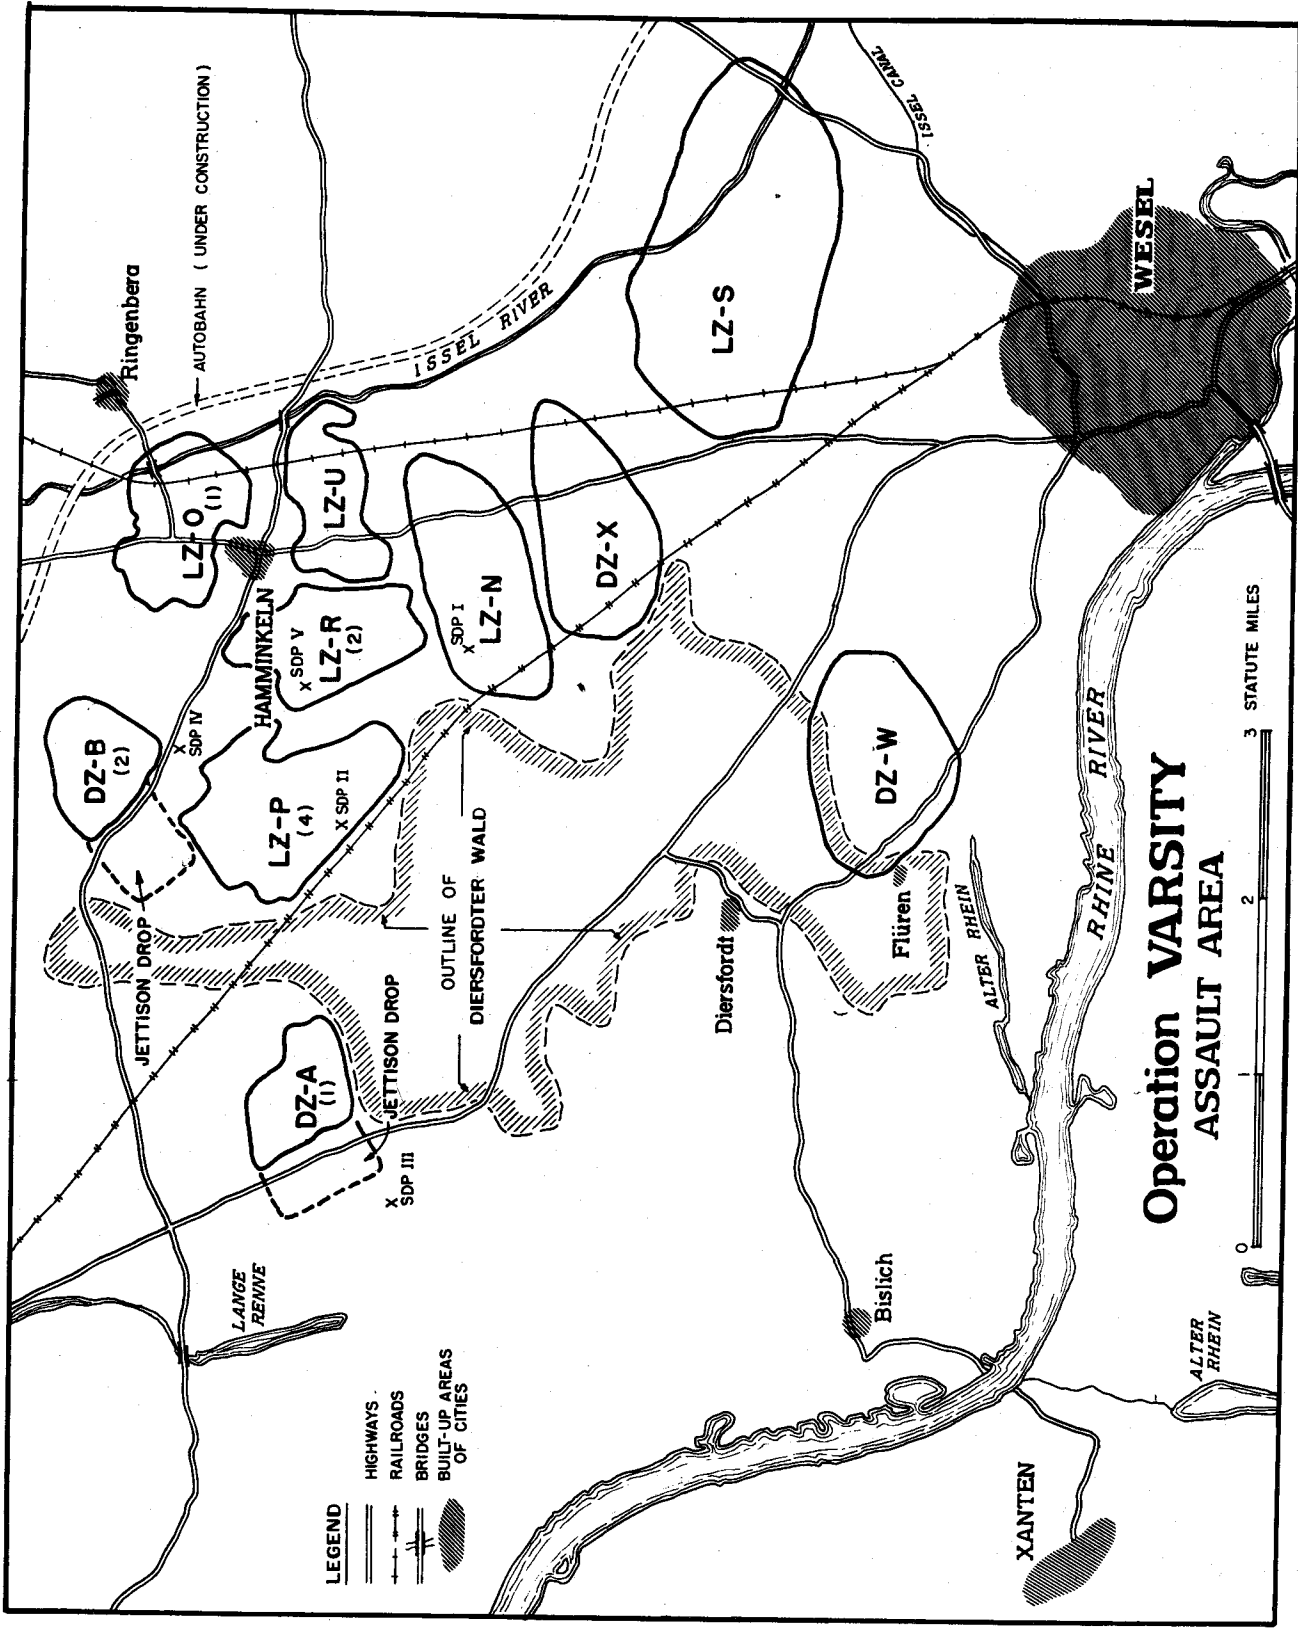 Operation VARSITY
ASSAULT AREA
0 1 2 3 STATUTE MILES
LEGEND
HIGHWAYS
RAILROADS
BRIDGES
BUILT-UP AREAS
OF CITIES
LANGE
RENNE
JETTISON DROP
DZ-B
(2)
X
SDP IV
AUTOBAHN ( UNDER CONSTRUCTION )
Ringenbera
LZ-O
(1)
HAMMINKELN
LZ-U
X SDP V
LZ-R
(2)
LZ-P
(4)
X SDP II
DZ-A
(1)
JETTISON DROP
X
SDP III
OUTLINE OF
DIERSFORDTER WALD
SDP I
X
LZ-N
DZ-X
ISSEL RIVER
LZ-S
ISSEL CANAL
Diersfordt
DZ-W
Flüren
ALTER RHEIN
Bislich
RHINE RIVER
WESEL
XANTEN
ALTER
RHEIN